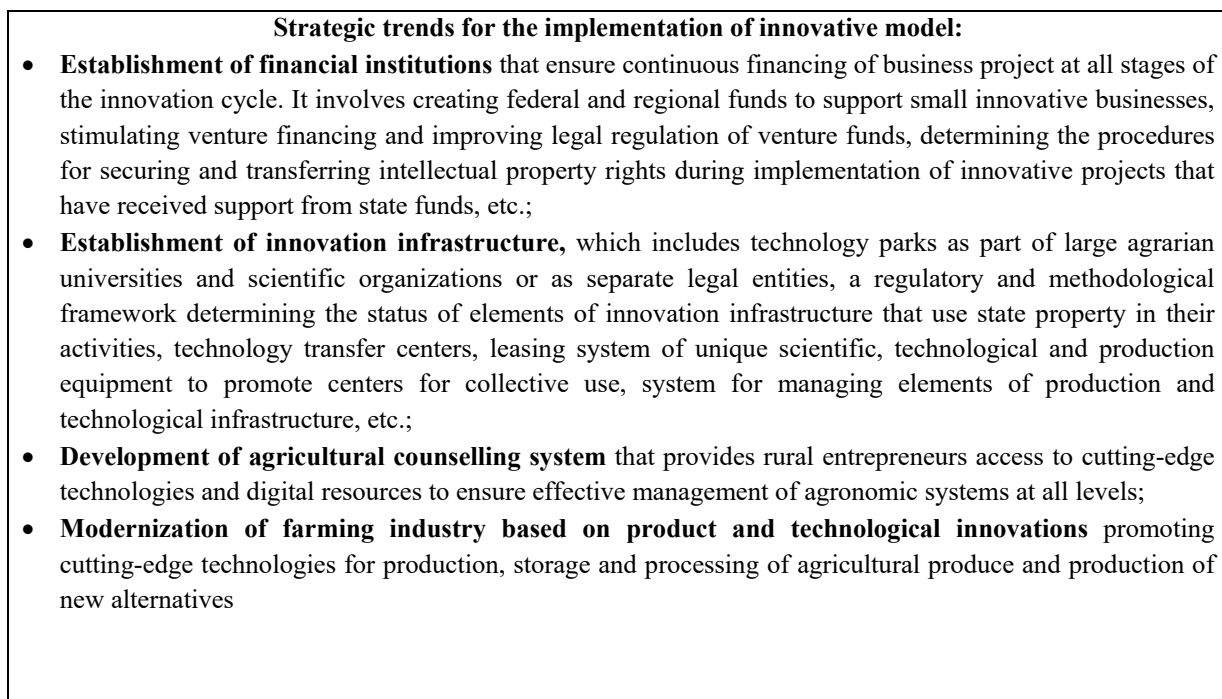 Strategic trends for the implementation of innovative model:
• Establishment of financial institutions that ensure continuous financing of business project at all stages of
the innovation cycle. It involves creating federal and regional funds to support small innovative businesses,
stimulating venture financing and improving legal regulation of venture funds, determining the procedures
for securing and transferring intellectual property rights during implementation of innovative projects that
have received support from state funds, etc.;
• Establishment of innovation infrastructure, which includes technology parks as part of large agrarian
universities and scientific organizations or as separate legal entities, a regulatory and methodological
framework determining the status of elements of innovation infrastructure that use state property in their
activities, technology transfer centers, leasing system of unique scientific, technological and production
equipment to promote centers for collective use, system for managing elements of production and
technological infrastructure, etc.;
• Development of agricultural counselling system that provides rural entrepreneurs access to cutting-edge
technologies and digital resources to ensure effective management of agronomic systems at all levels;
• Modernization of farming industry based on product and technological innovations promoting
cutting-edge technologies for production, storage and processing of agricultural produce and production of
new alternatives